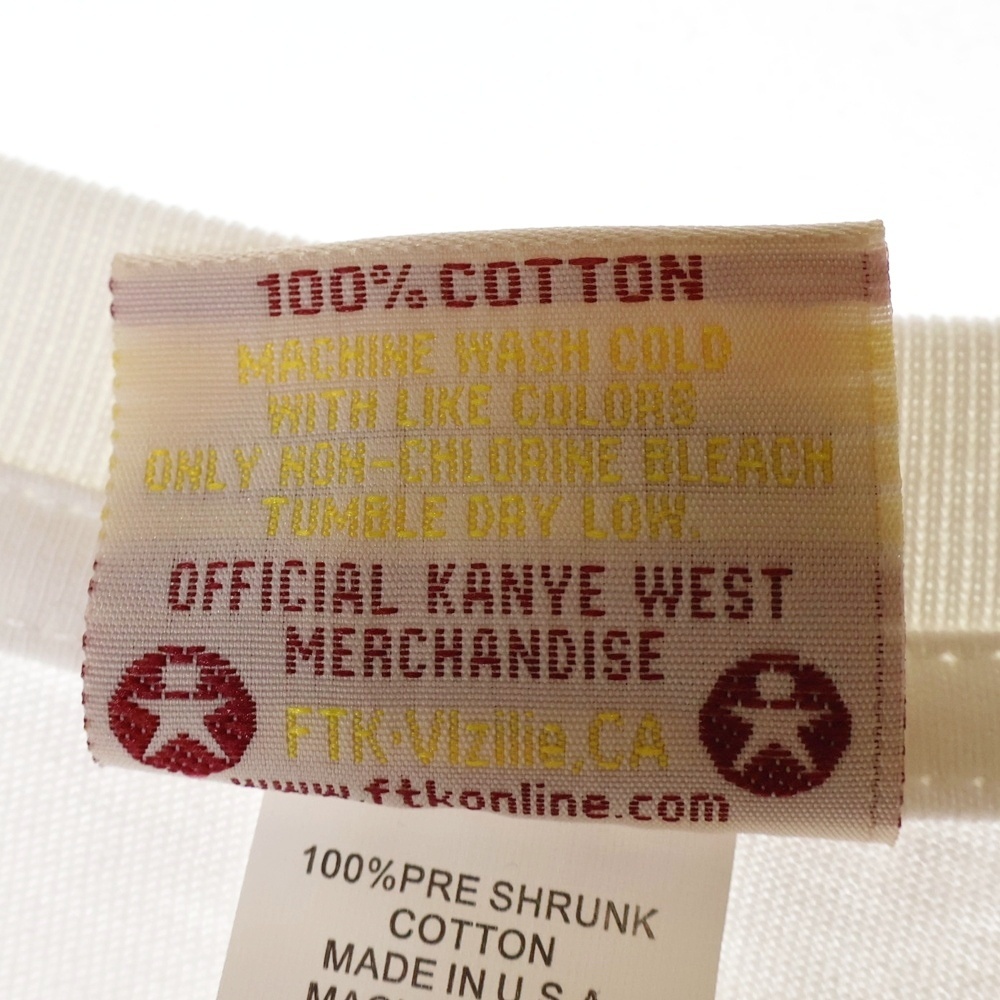 100% COTTON
MACHINE WASH COLD
WITH LIKE COLORS
ONLY NON-CHLORINE BLEACH
TUMBLE DRY LOW.
OFFICIAL KANYE WEST
MERCHANDISE
FTK·VIzilie,CA
www.ftkonline.com
100%PRE SHRUNK
COTTON
MADE IN U.S.A